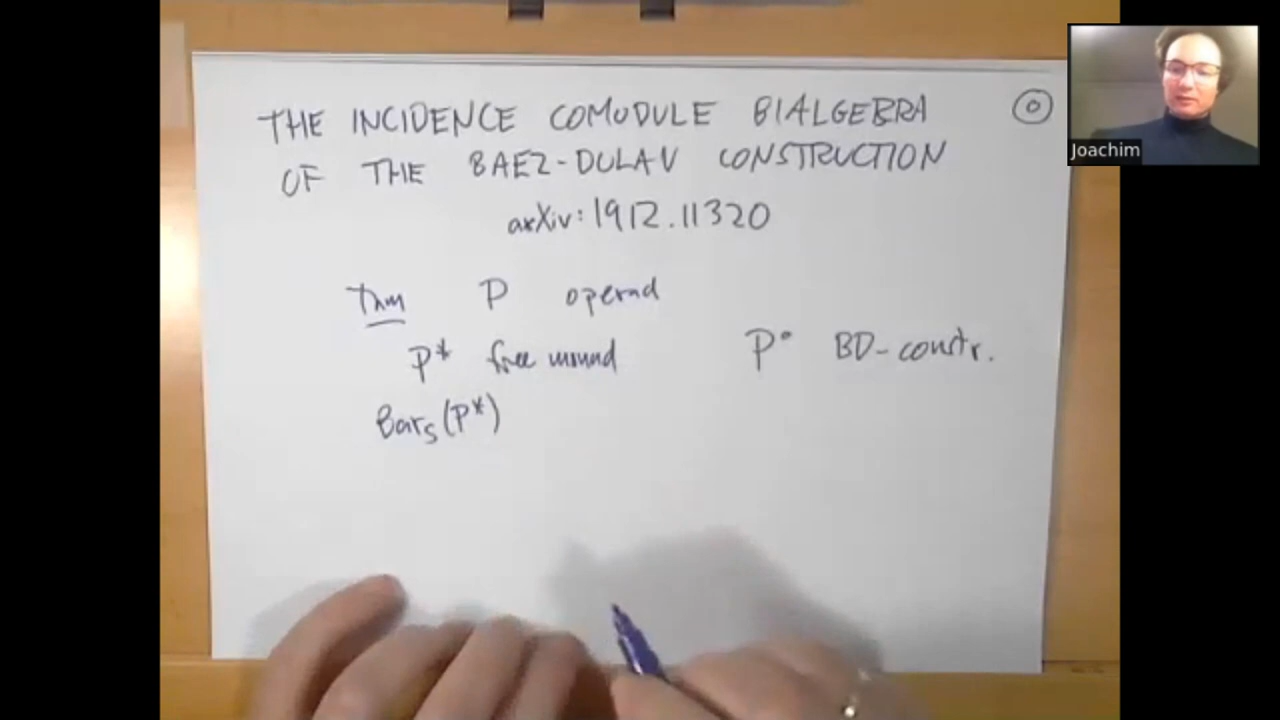 THE INCIDENCE COMODULE BIALGEBRA
OF THE BAEZ-DOLAN CONSTRUCTION
arXiv:1912.11320
Thm P operad
P* free monad P° BD-constr.
Bars(P*)
0
Joachim